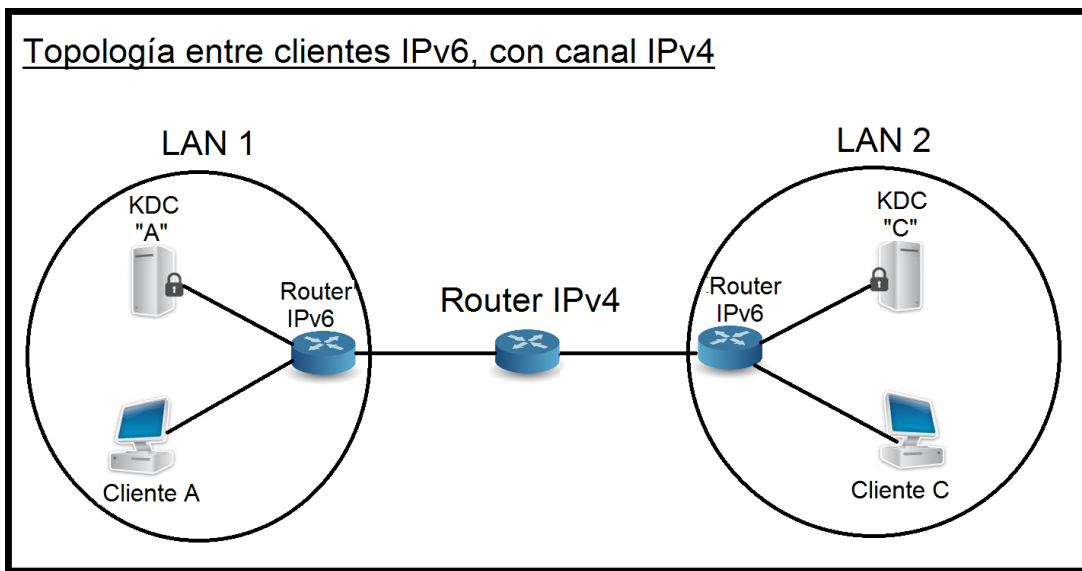 Topología entre clientes IPv6, con canal IPv4
LAN 1
LAN 2
KDC
"A"
KDC
"C"
Router
IPv6
Router IPv4
Router
IPv6
Cliente A
Cliente C